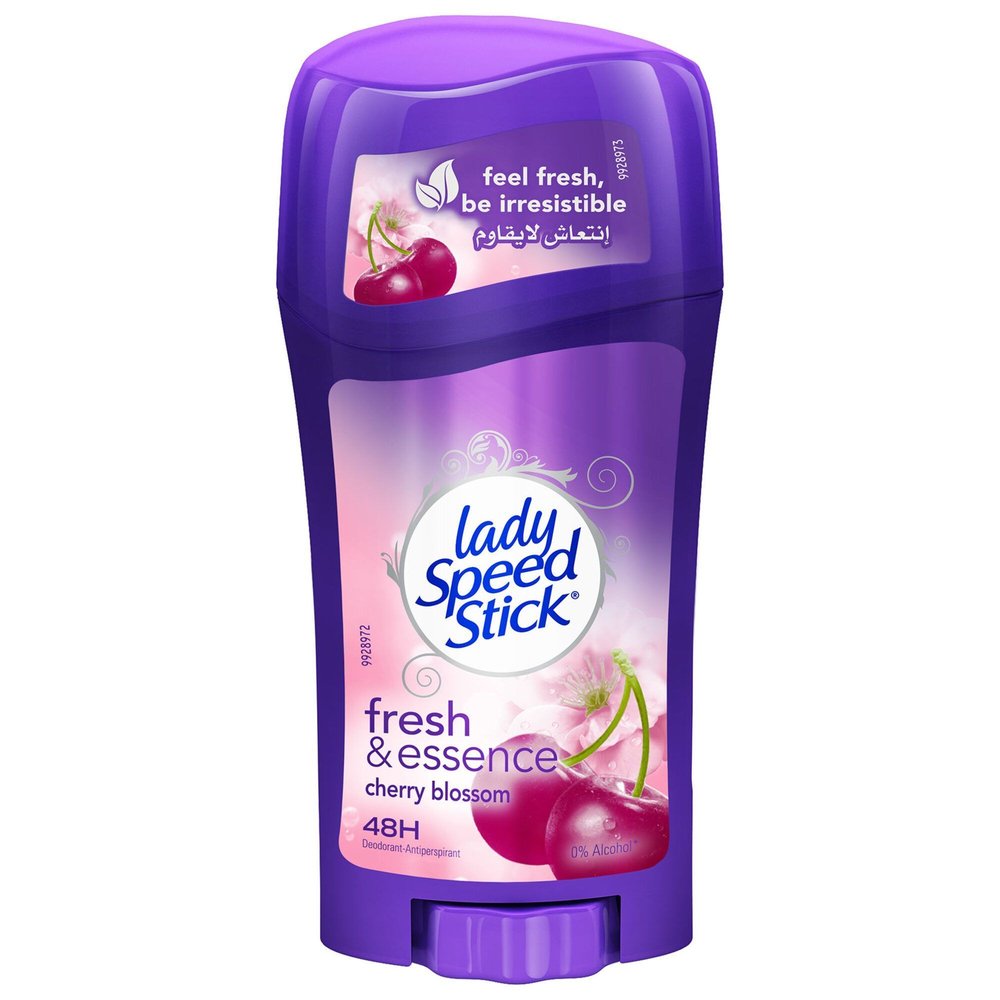 feel fresh,
be irresistible
إنتعاش لايقاوم
9928973
lady
Speed
Stick®
9928972
fresh
& essence
cherry blossom
48H
Deodorant-Antiperspirant
0% Alcohol*